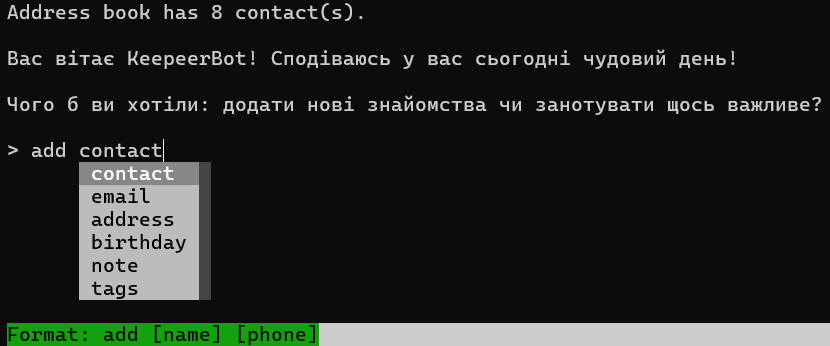 Address book has 8 contact(s).
Вас вітає KeepeerBot! Сподіваюсь у вас сьогодні чудовий день!
Чого б ви хотіли: додати нові знайомства чи занотувати щось важливе?
> add contact
contact
email
address
birthday
note
tags
Format: add [name] [phone]